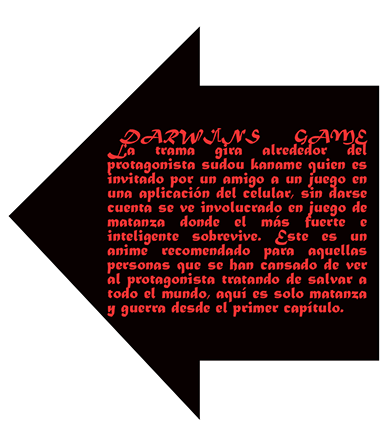 DARWINS GAME
La trama gira alrededor del
protagonista sudou kaname quien es
invitado por un amigo a un juego en
una aplicación del celular, sin darse
cuenta se ve involucrado en juego de
matanza donde el más fuerte e
inteligente sobrevive. Este es un
anime recomendado para aquellas
personas que se han cansado de ver
al protagonista tratando de salvar a
todo el mundo, aquí es solo matanza
y guerra desde el primer capítulo.